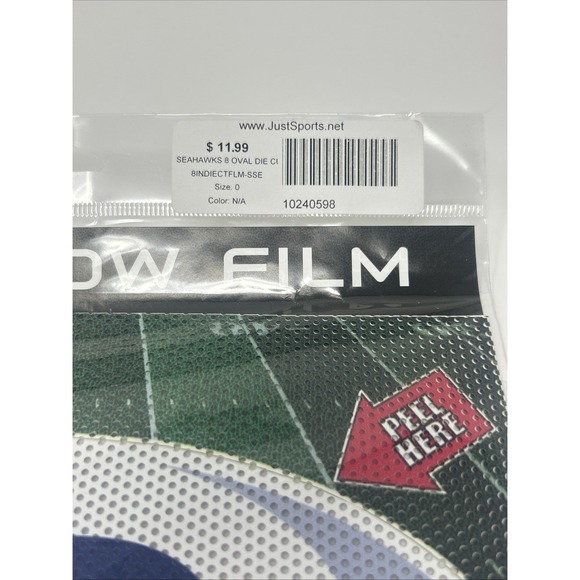 www.JustSports.net
$ 11.99
SEAHAWKS 8 OVAL DIE CU
8INDIECTFLM-SSE
Size: 0
Color: N/A
10240598
OW FILM
PEEL
HERE